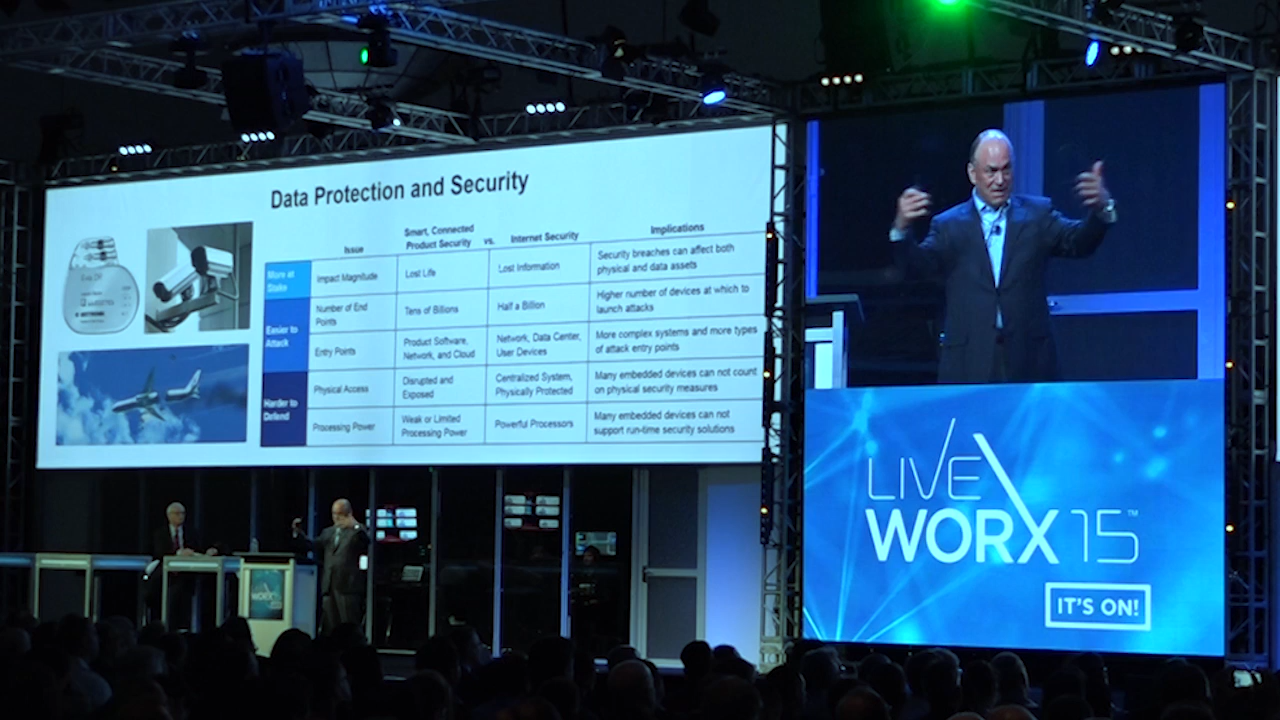 Data Protection and Security
Issue
Smart, Connected
Product Security
vs.
Internet Security
Implications
More at
Stake
Impact Magnitude
Lost Life
Lost Information
Security breaches can affect both
physical and data assets
Easier to
Attack
Number of End
Points
Tens of Billions
Half a Billion
Higher number of devices at which to
launch attacks
Entry Points
Product Software,
Network, and Cloud
Network, Data Center,
User Devices
More complex systems and more types
of attack entry points
Harder to
Defend
Physical Access
Disrupted and
Exposed
Centralized System,
Physically Protected
Many embedded devices can not count
on physical security measures
Processing Power
Weak or Limited
Processing Power
Powerful Processors
Many embedded devices can not
support run-time security solutions
LIVE
WORX 15™
IT'S ON!
WORX